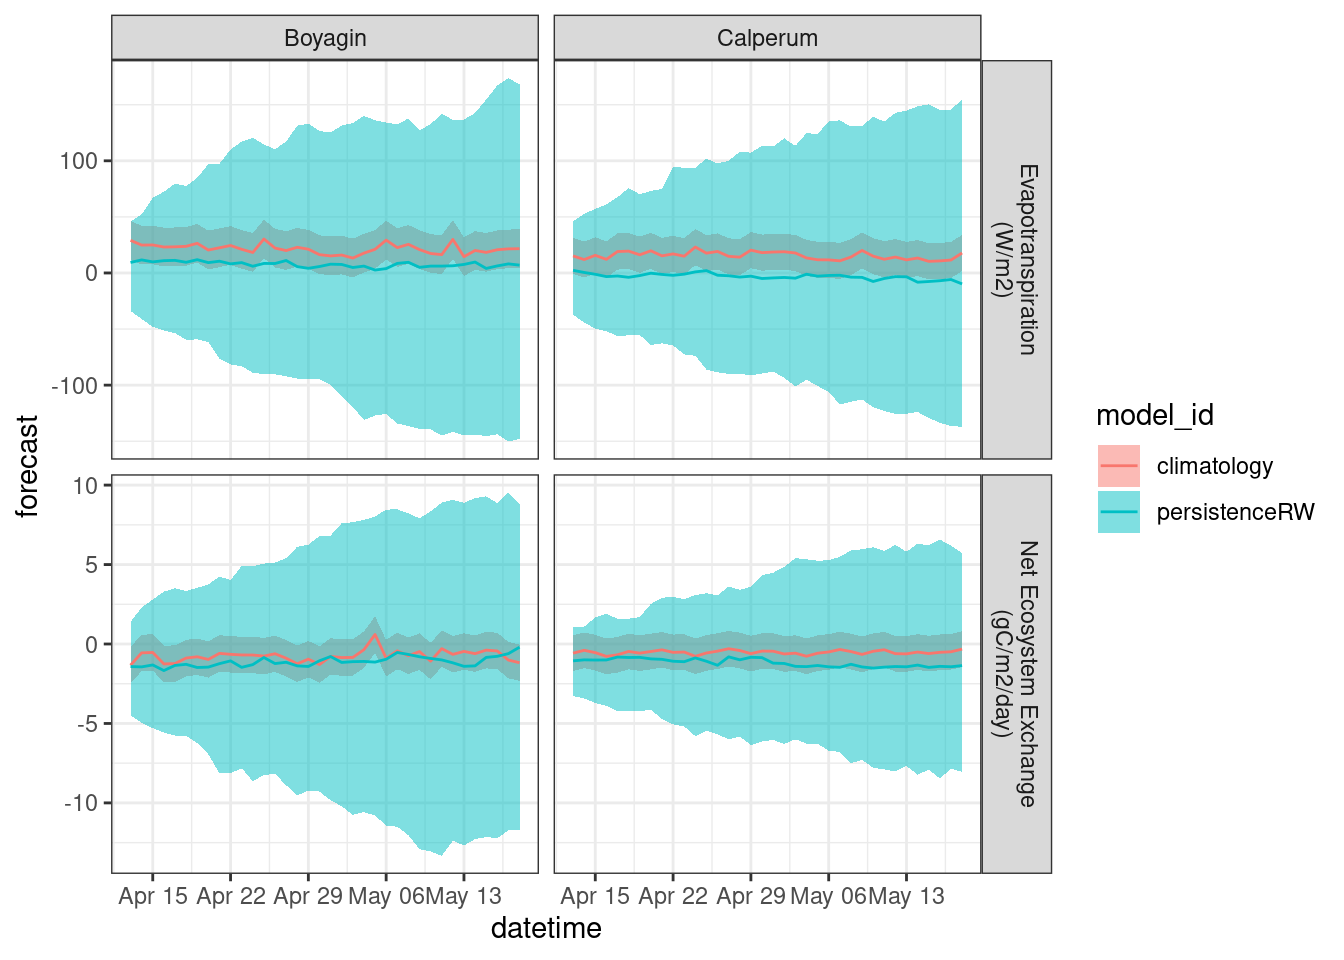 Boyagin
Calperum
100
0
-100
Evapotranspiration
(W/m2)
forecast
10
5
0
-5
-10
Net Ecosystem Exchange
(gC/m2/day)
Apr 15 Apr 22 Apr 29 May 06 May 13
Apr 15 Apr 22 Apr 29 May 06 May 13
datetime
model_id
climatology
persistenceRW